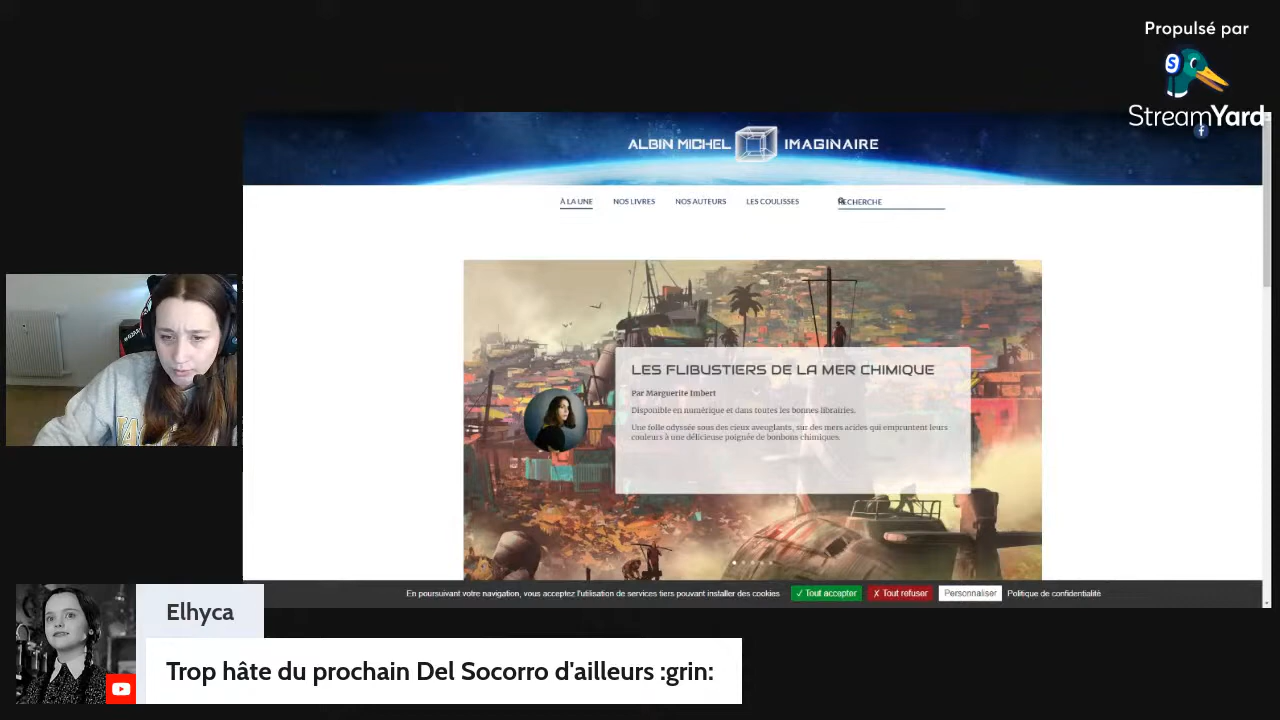 Propulsé par
StreamYard
ALBIN MICHEL IMAGINAIRE
À LA UNE NOS LIVRES NOS AUTEURS LES COULISSES RECHERCHE
LES FLIBUSTIERS DE LA MER CHIMIQUE
Par Marguerite Imbert
Disponible en numérique et dans toutes les bonnes librairies.
Une folle odyssée sous des cieux aveuglants, sur des mers acides qui empruntent leurs
couleurs à une délicieuse poignée de bonbons chimiques.
En poursuivant votre navigation, vous acceptez l'utilisation de services tiers pouvant installer des cookies ✓ Tout accepter ✗ Tout refuser Personnaliser Politique de confidentialité
Elhyca
Trop hâte du prochain Del Socorro d'ailleurs :grin: